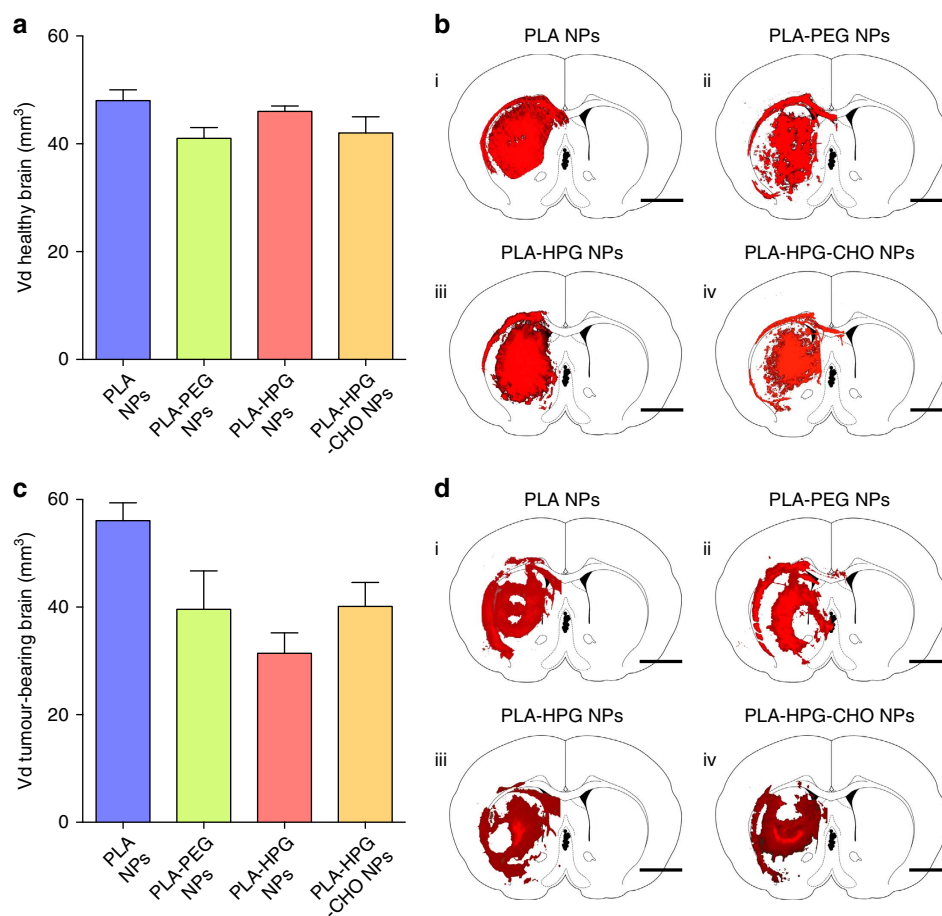 a
60
40
20
0
Vd healthy brain (mm³)
PLA
NPs
PLA-PEG
NPs
PLA-HPG
NPs
PLA-HPG
-CHO NPs
b
PLA NPs
i
PLA-PEG NPs
ii
PLA-HPG NPs
iii
PLA-HPG-CHO NPs
iv
c
60
40
20
0
Vd tumour-bearing brain (mm³)
PLA
NPs
PLA-PEG
NPs
PLA-HPG
NPs
PLA-HPG
-CHO NPs
d
PLA NPs
i
PLA-PEG NPs
ii
PLA-HPG NPs
iii
PLA-HPG-CHO NPs
iv